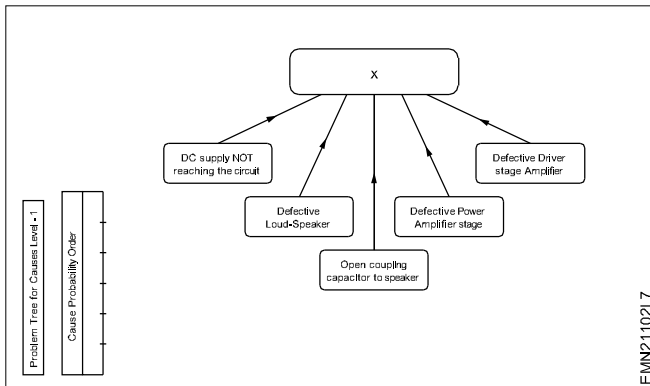 X
DC supply NOT
reaching the circuit
Defective Driver
stage Amplifier
Defective
Loud-Speaker
Defective Power
Amplifier stage
Open coupling
capacitor to speaker
Problem Tree for Causes Level - 1
Cause Probability Order
EMN21102L7